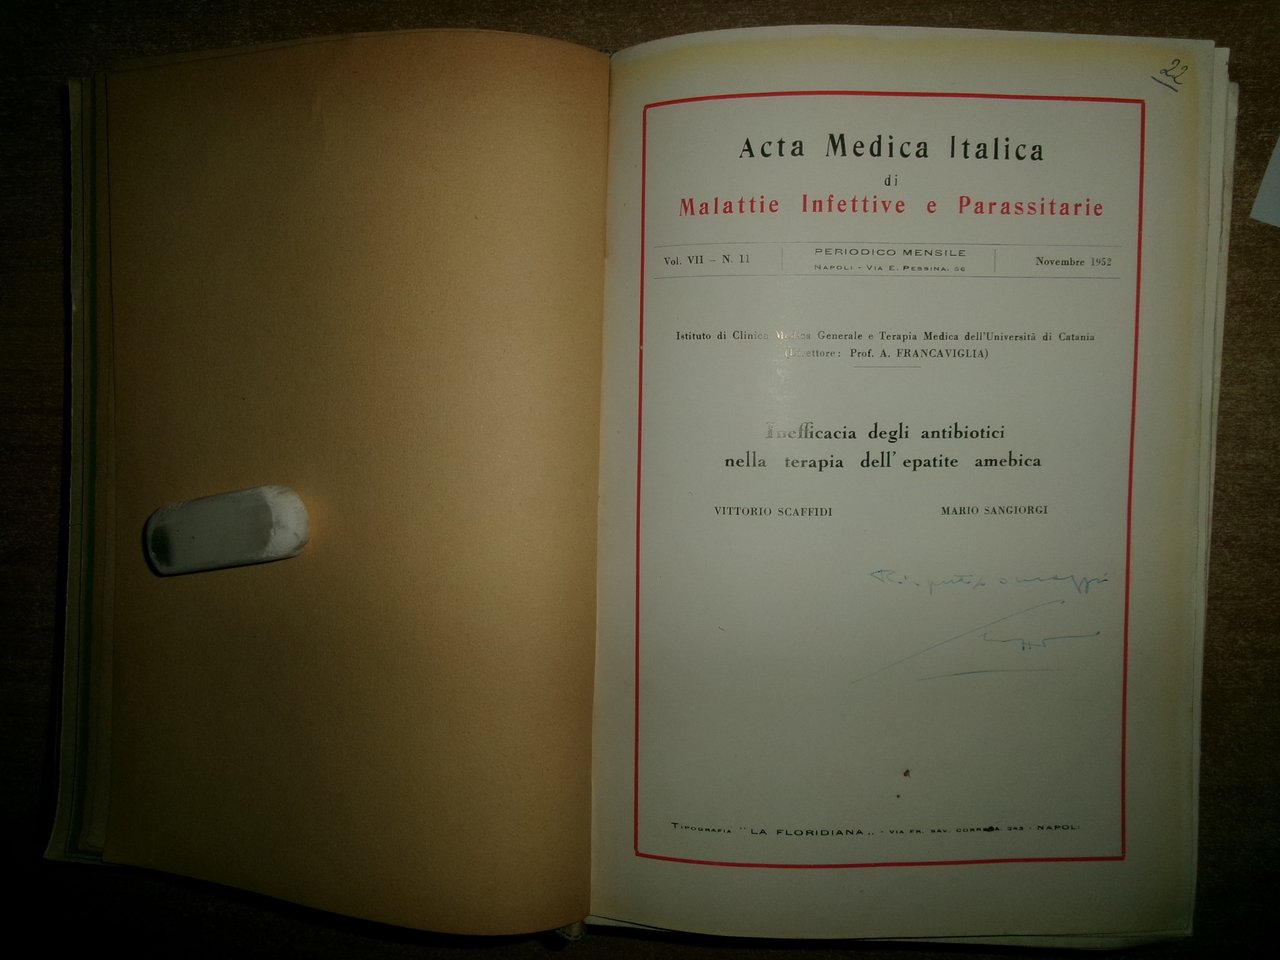 22
Acta Medica Italica
di
Malattie Infettive e Parassitarie
Vol. VII - N. 11
PERIODICO MENSILE
NAPOLI - VIA E. PESSINA, 56
Novembre 1952
Istituto di Clinica Medica Generale e Terapia Medica dell'Università di Catania
(Direttore: Prof. A. FRANCAVIGLIA)
Inefficacia degli antibiotici
nella terapia dell'epatite amebica
VITTORIO SCAFFIDI MARIO SANGIORGI
omaggi
TIPOGRAFIA "LA FLORIDIANA" - VIA FR. SAV. CORRERA 243 - NAPOLI